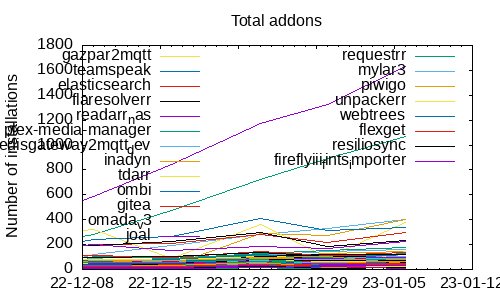 Total addons
Number of installations
1800
1600
1400
1200
1000
800
600
400
200
0
22-12-08
22-12-15
22-12-22
22-12-29
23-01-05
23-01-12
gazpar2mqtt
teamspeak
elasticsearch
flaresolverr
readarr_nas
plex-media-manager
inadyn
tdarr
ombi
gitea
omada_v3
joal
requestrr
mylar3
piwigo
unpackerr
webtrees
flexget
resiliosync
fireflyiii_fints_importer